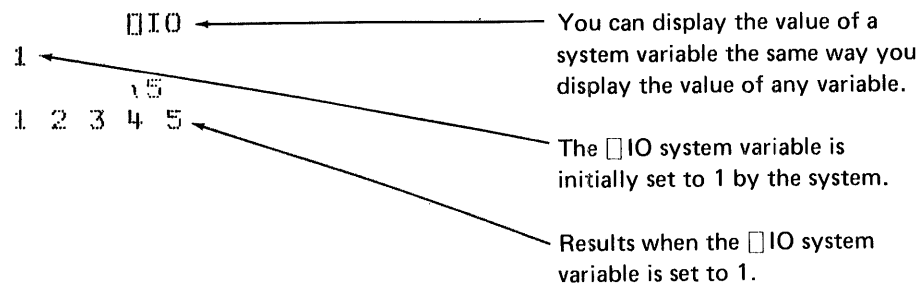 ⎕IO
1
⍳5
1 2 3 4 5
You can display the value of a
system variable the same way you
display the value of any variable.
The ⎕IO system variable is
initially set to 1 by the system.
Results when the ⎕IO system
variable is set to 1.